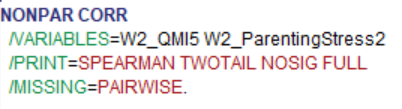 NONPAR CORR
/VARIABLES=W2_QMI5 W2_ParentingStress2
/PRINT=SPEARMAN TWOTAIL NOSIG FULL
/MISSING=PAIRWISE.